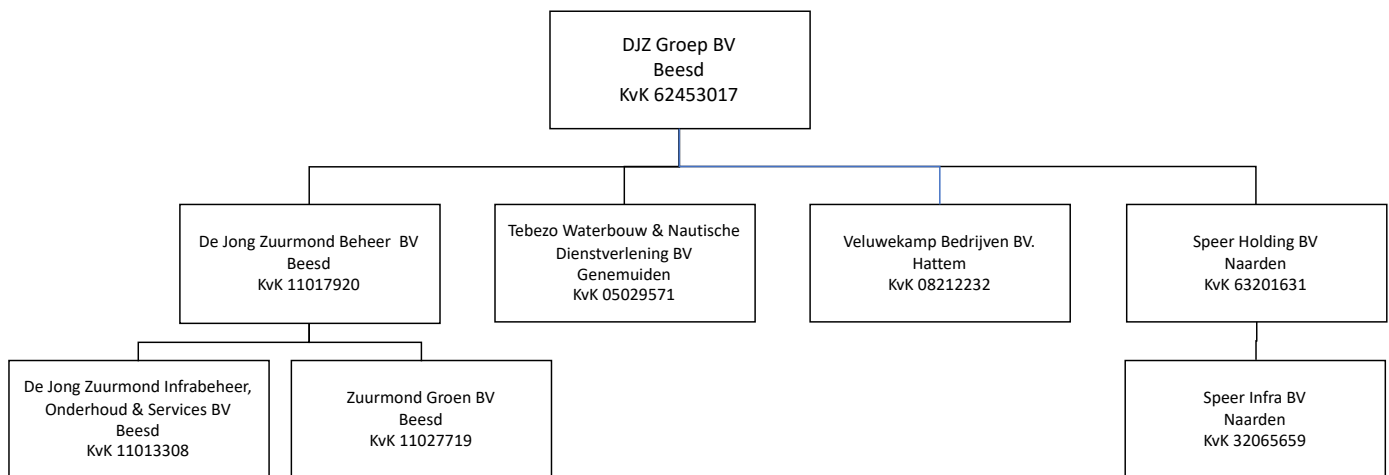 DJZ Groep BV
Beesd
KvK 62453017
De Jong Zuurmond Beheer  BV
Beesd
KvK 11017920
Tebezo Waterbouw & Nautische
Dienstverlening BV
Genemuiden
KvK 05029571
Veluwekamp Bedrijven BV.
Hattem
KvK 08212232
Speer Holding BV
Naarden
KvK 63201631
De Jong Zuurmond Infrabeheer,
Onderhoud & Services BV
Beesd
KvK 11013308
Zuurmond Groen BV
Beesd
KvK 11027719
Speer Infra BV
Naarden
KvK 32065659